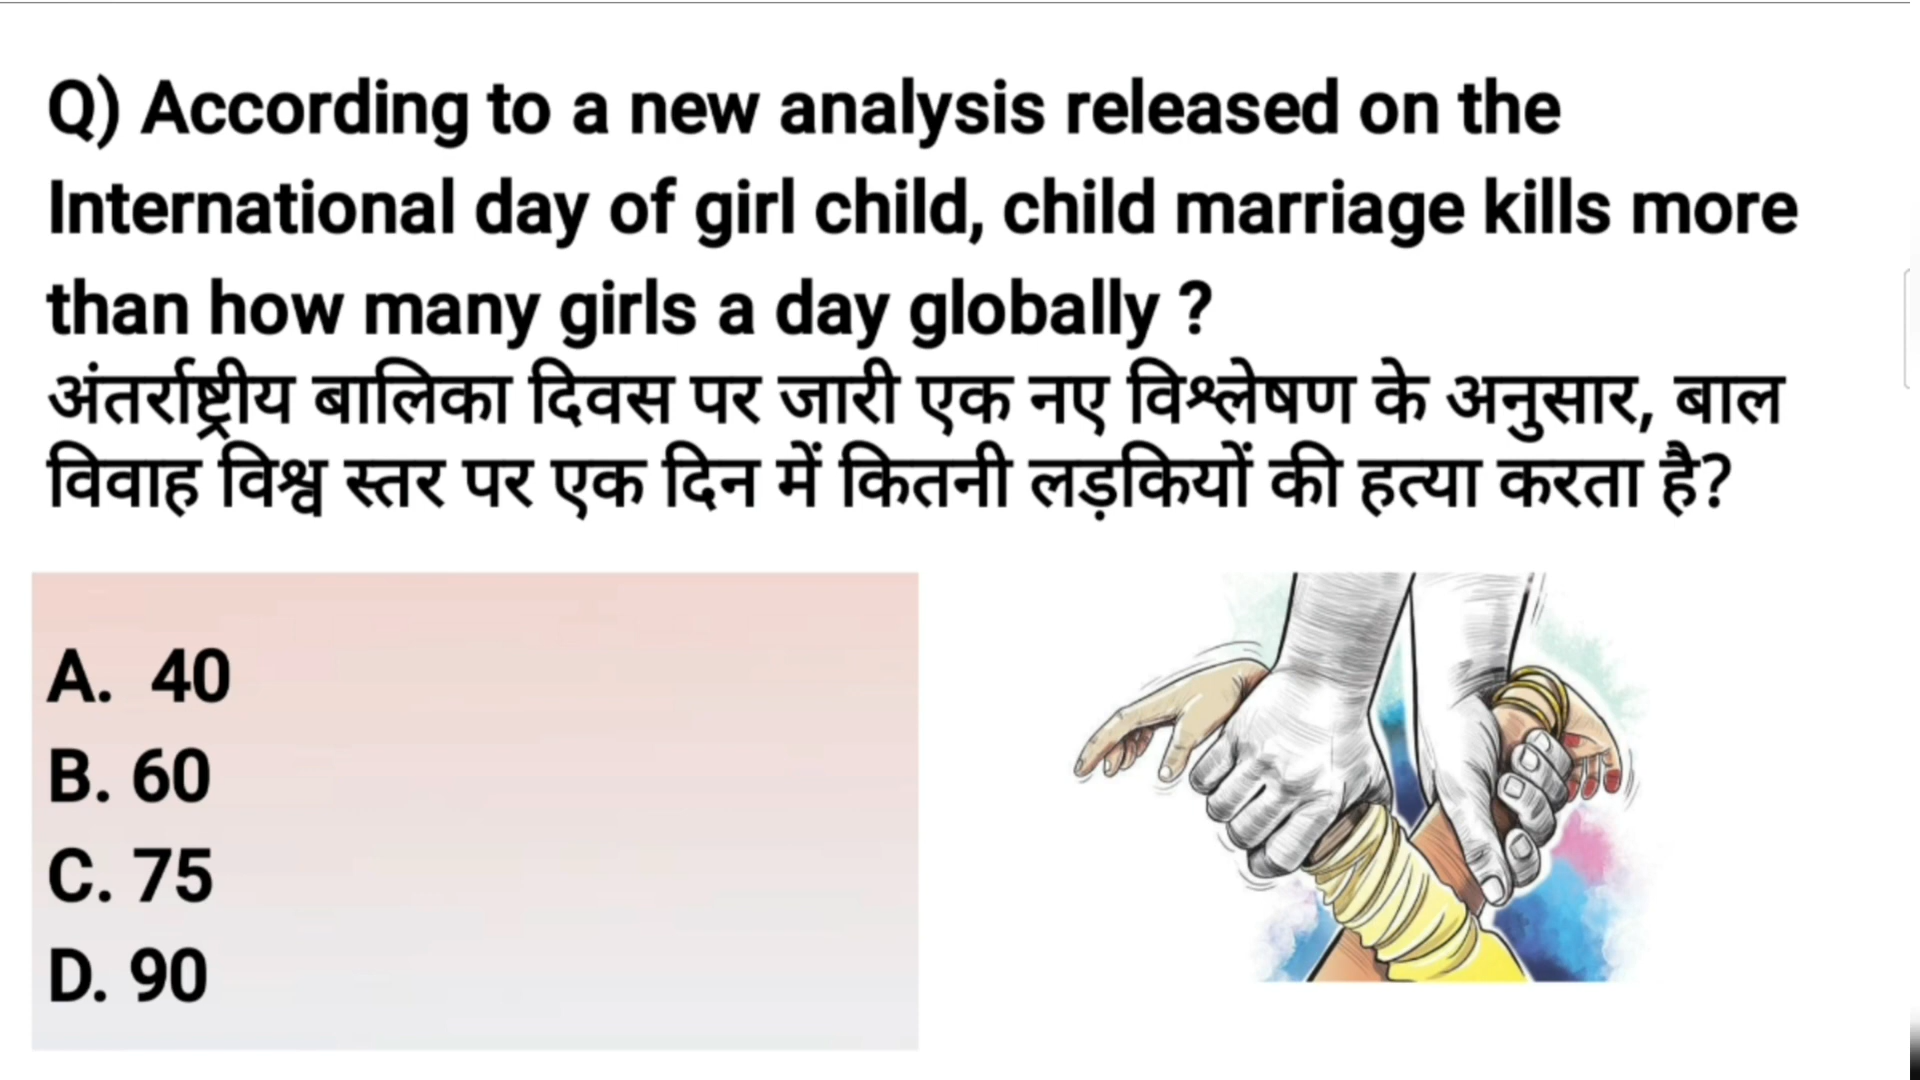 Q) According to a new analysis released on the
International day of girl child, child marriage kills more
than how many girls a day globally ?
अंतर्राष्ट्रीय बालिका दिवस पर जारी एक नए विश्लेषण के अनुसार, बाल
विवाह विश्व स्तर पर एक दिन में कितनी लड़कियों की हत्या करता है?
A. 40
B. 60
C. 75
D. 90